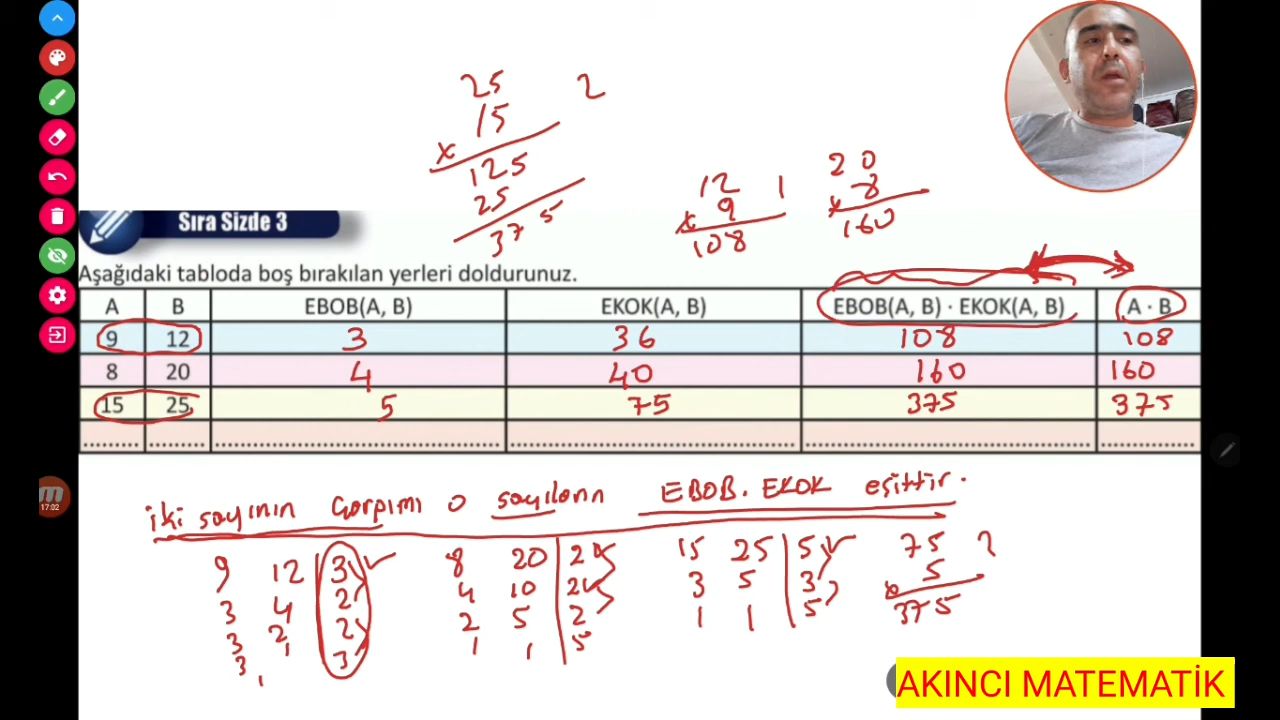 25 2
15
x
125
25
375
12 1
x 9
108
20
x 8
160
Sıra Sizde 3
Aşağıdaki tabloda boş bırakılan yerleri doldurunuz.
A B EBOB(A, B) EKOK(A, B) EBOB(A, B) · EKOK(A, B) A · B
9 12 3 36 108 108
8 20 4 40 160 160
15 25 5 75 375 375
......... ......... ......... ......... ......... .........
iki sayının çarpımı o sayıların EBOB. EKOK eşittir.
9 12 3
3 4 2
3 2 2
3 1 3
1
8 20 2
4 10 2
2 5 2
1 1 5
15 25 5
3 5 3
1 1 5
75 2
x 5
375
17:02
AKINCI MATEMATİK